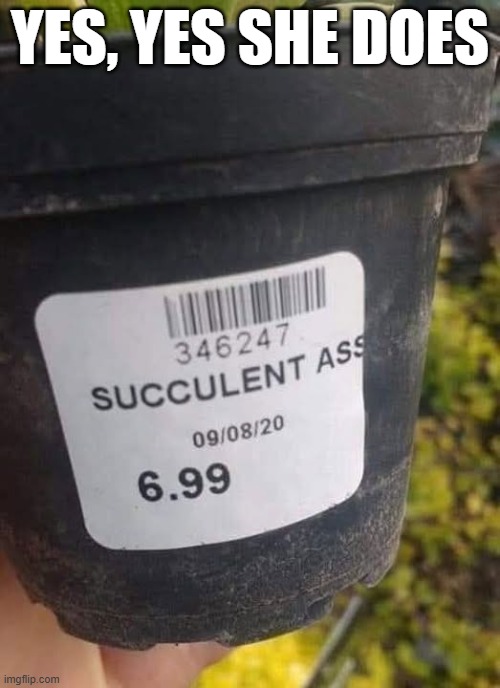 YES, YES SHE DOES
346247
SUCCULENT ASS
09/08/20
6.99
imgflip.com